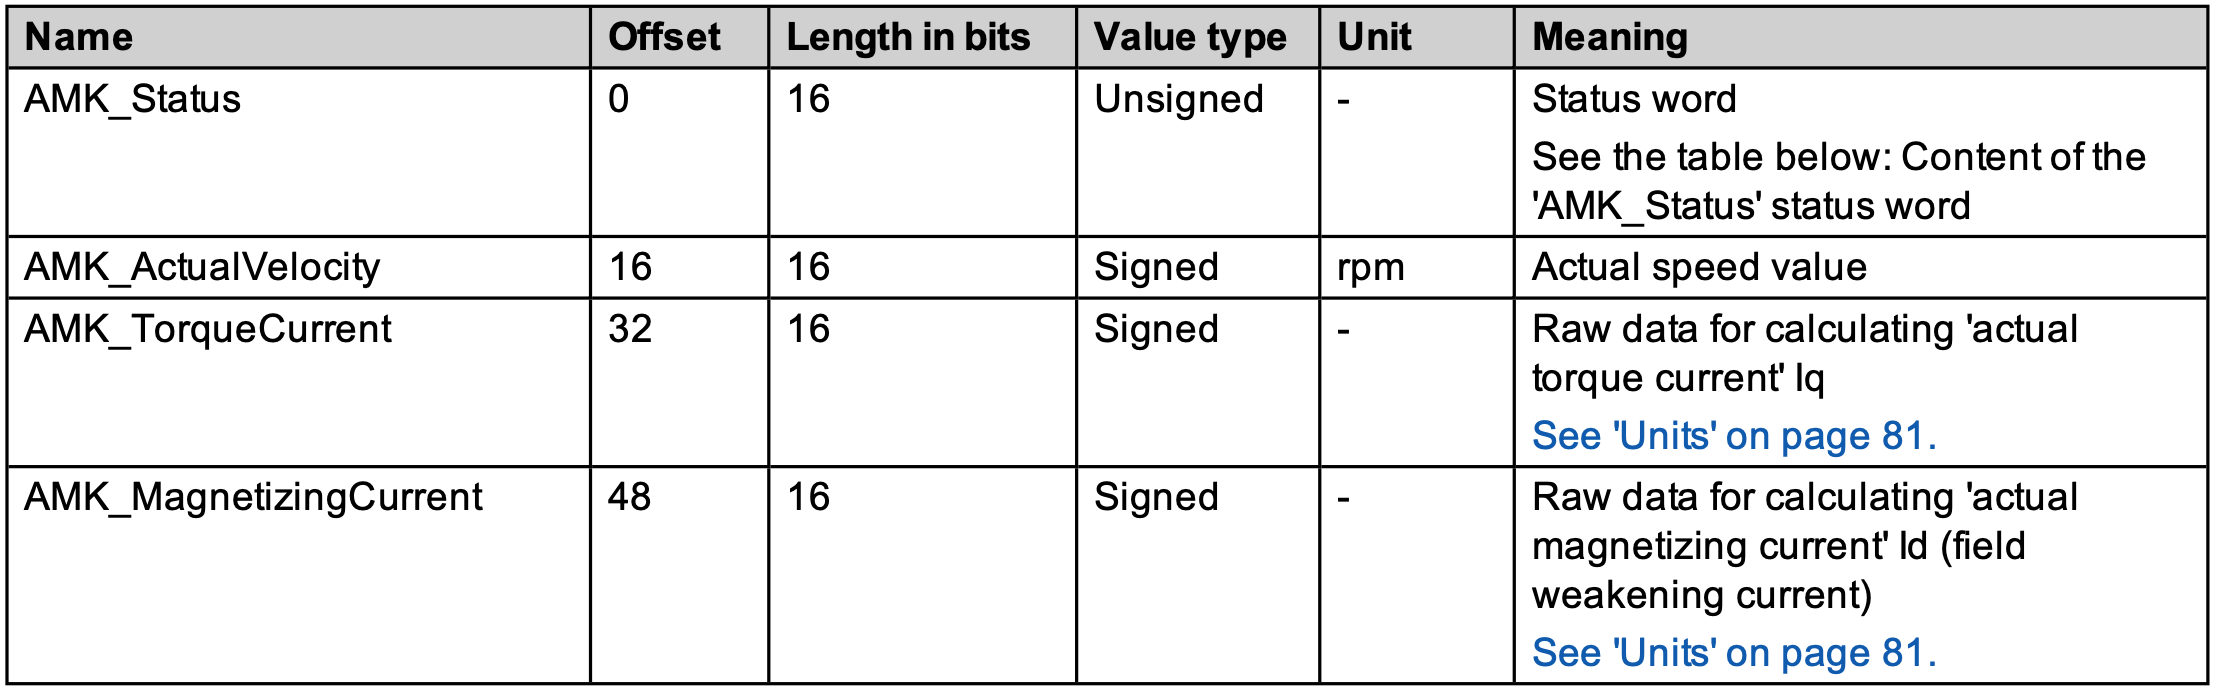 Name Offset Length in bits Value type Unit Meaning
AMK_Status 0 16 Unsigned - Status word
See the table below: Content of the
'AMK_Status' status word
AMK_ActualVelocity 16 16 Signed rpm Actual speed value
AMK_TorqueCurrent 32 16 Signed - Raw data for calculating 'actual
torque current' Iq
See 'Units' on page 81.
AMK_MagnetizingCurrent 48 16 Signed - Raw data for calculating 'actual
magnetizing current' Id (field
weakening current)
See 'Units' on page 81.